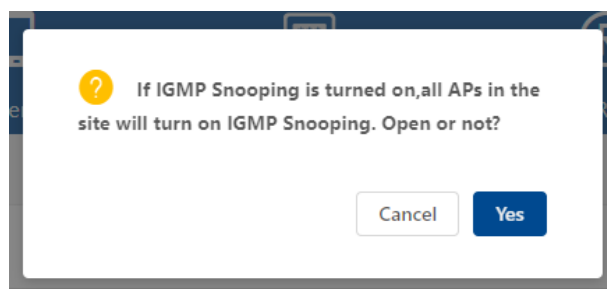 If IGMP Snooping is turned on,all APs in the
site will turn on IGMP Snooping. Open or not?
Cancel
Yes